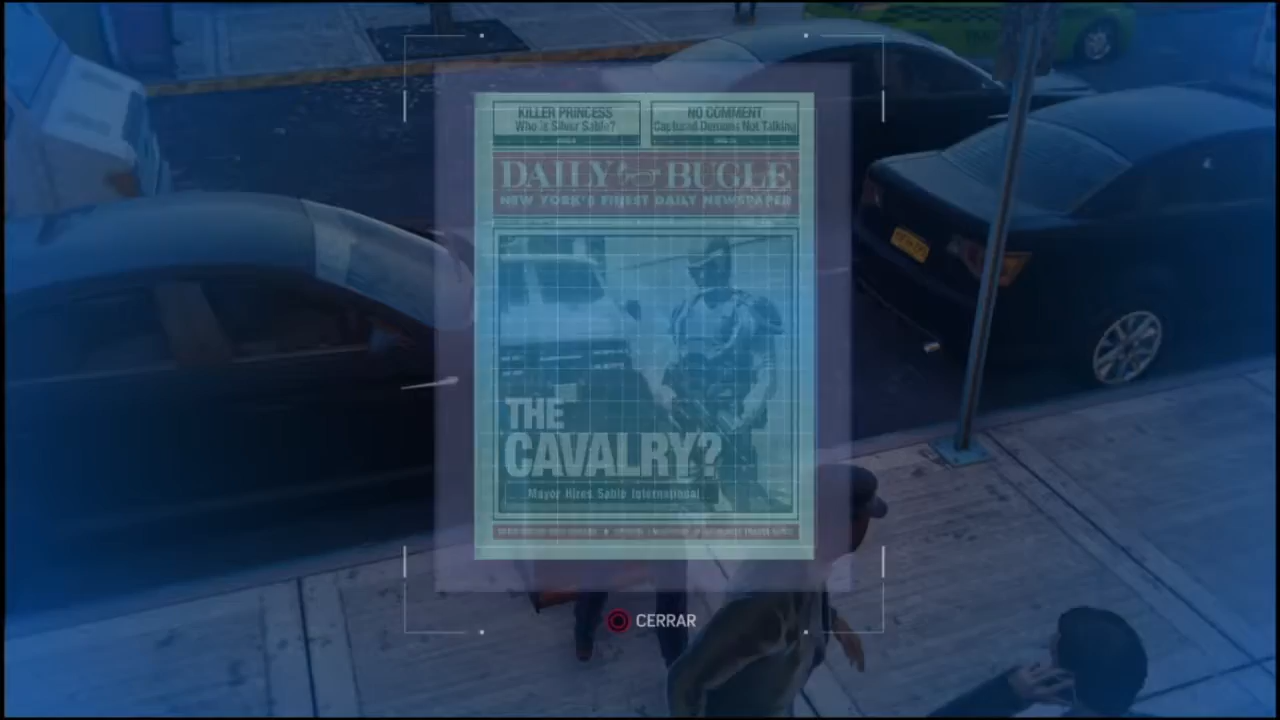 KILLER PRINCESS
Who is Silver Sable?
NO COMMENT
Captured Demons Not Talking
DAILY BUGLE
NEW YORK'S FINEST DAILY NEWSPAPER
THE
CAVALRY?
Mayor Hires Sable International
CERRAR